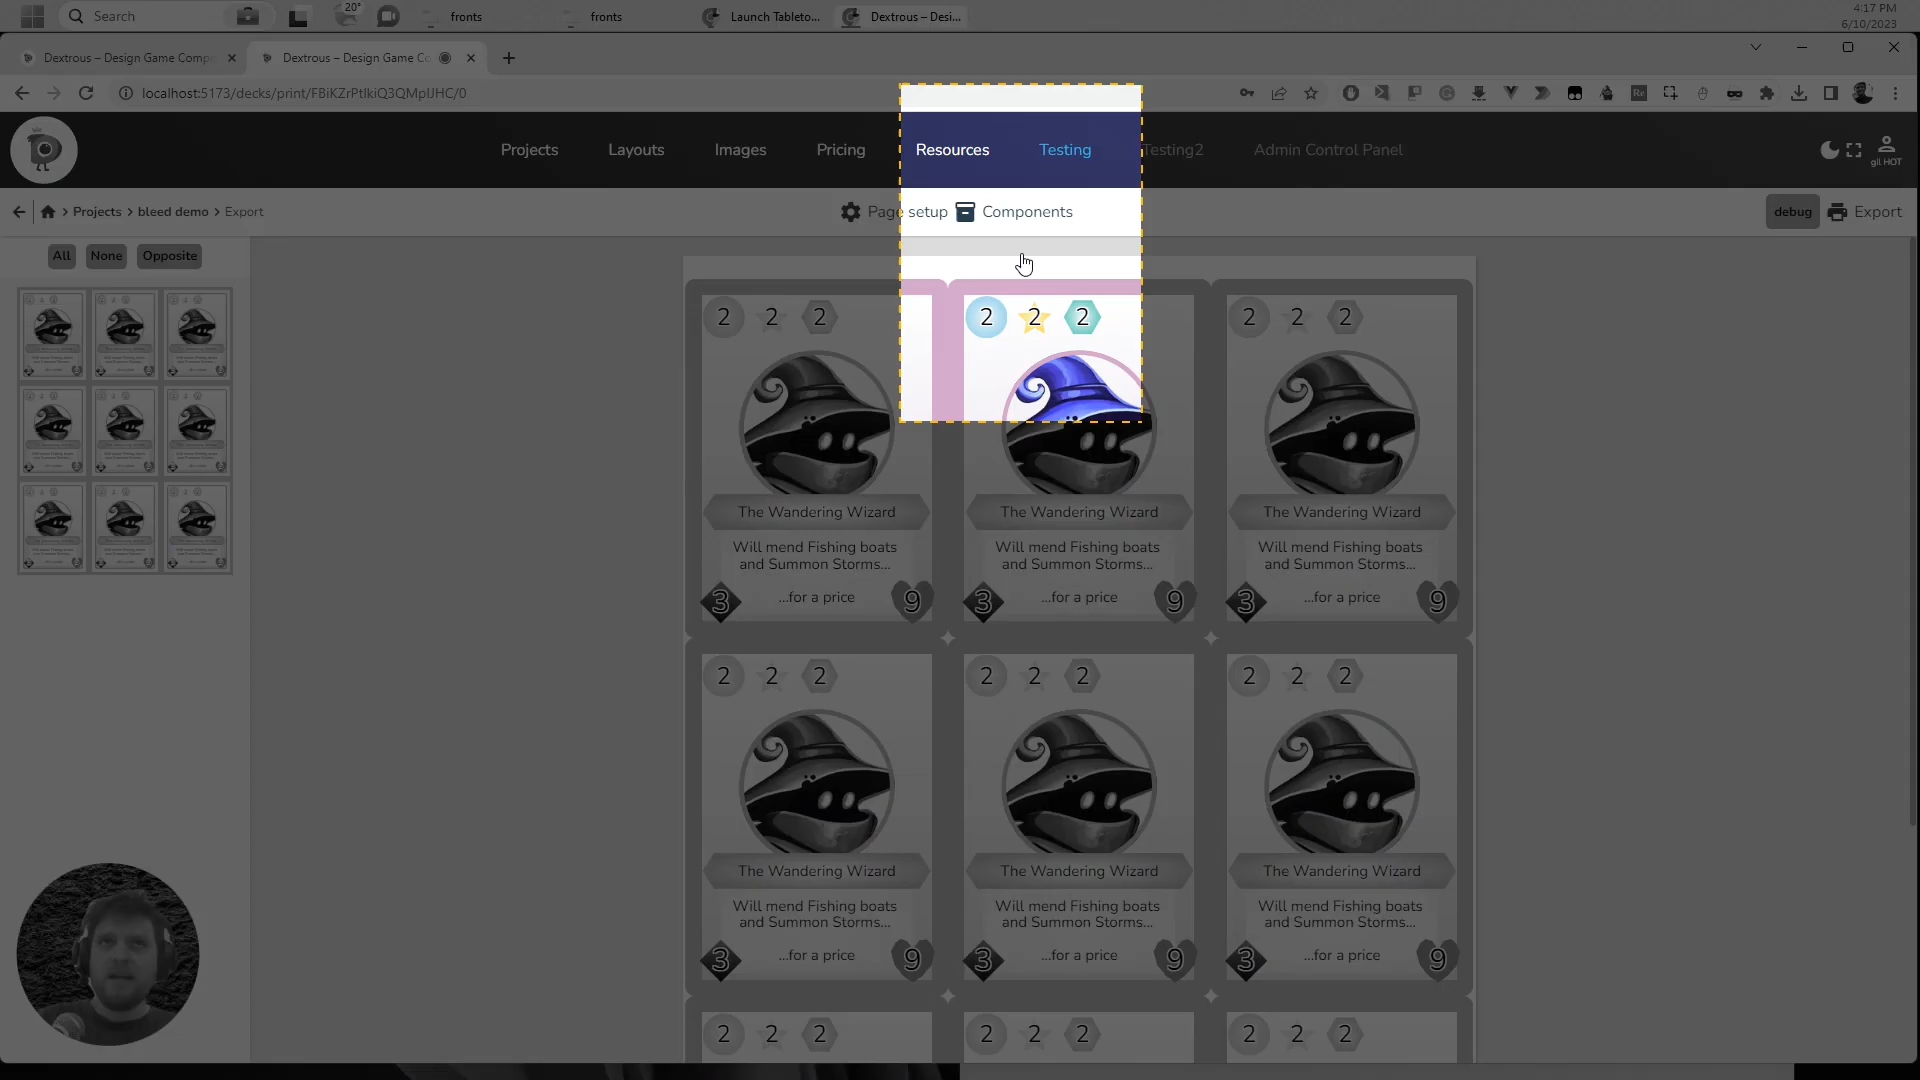 Search
20°
fronts
fronts
Launch Tableto...
Dextrous – Desi...
4:17 PM
6/10/2023
Dextrous – Design Game Comp
Dextrous – Design Game Co
localhost:5173/decks/print/FBiKZrPtIkiQ3QMpIJHC/0
Projects
Layouts
Images
Pricing
Resources
Testing
Testing2
Admin Control Panel
gil HOT
Projects > bleed demo > Export
Page setup
Components
debug
Export
All
None
Opposite
2 2 2
2 2 2
2 2 2
The Wandering Wizard
The Wandering Wizard
The Wandering Wizard
Will mend Fishing boats
and Summon Storms...
Will mend Fishing boats
and Summon Storms...
Will mend Fishing boats
and Summon Storms...
3 ...for a price 9
3 ...for a price 9
3 ...for a price 9
2 2 2
2 2 2
2 2 2
The Wandering Wizard
The Wandering Wizard
The Wandering Wizard
Will mend Fishing boats
and Summon Storms...
Will mend Fishing boats
and Summon Storms...
Will mend Fishing boats
and Summon Storms...
3 ...for a price 9
3 ...for a price 9
3 ...for a price 9
2 2 2
2 2 2
2 2 2